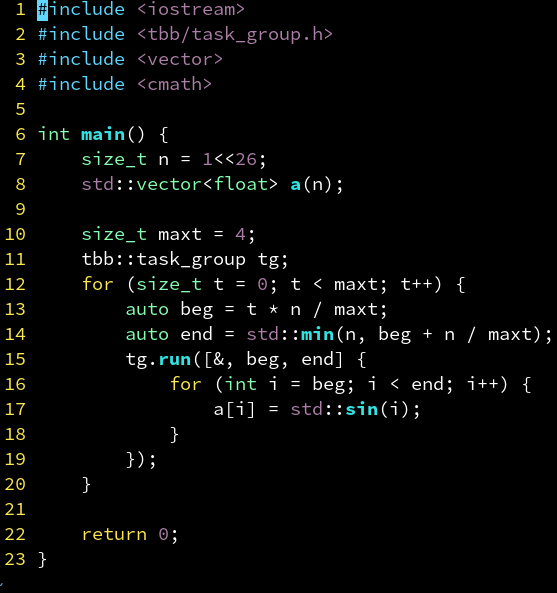 1 #include <iostream>
2 #include <tbb/task_group.h>
3 #include <vector>
4 #include <cmath>
5
6 int main() {
7     size_t n = 1<<26;
8     std::vector<float> a(n);
9
10     size_t maxt = 4;
11     tbb::task_group tg;
12     for (size_t t = 0; t < maxt; t++) {
13         auto beg = t * n / maxt;
14         auto end = std::min(n, beg + n / maxt);
15         tg.run([&, beg, end] {
16             for (int i = beg; i < end; i++) {
17                 a[i] = std::sin(i);
18             }
19         });
20     }
21
22     return 0;
23 }